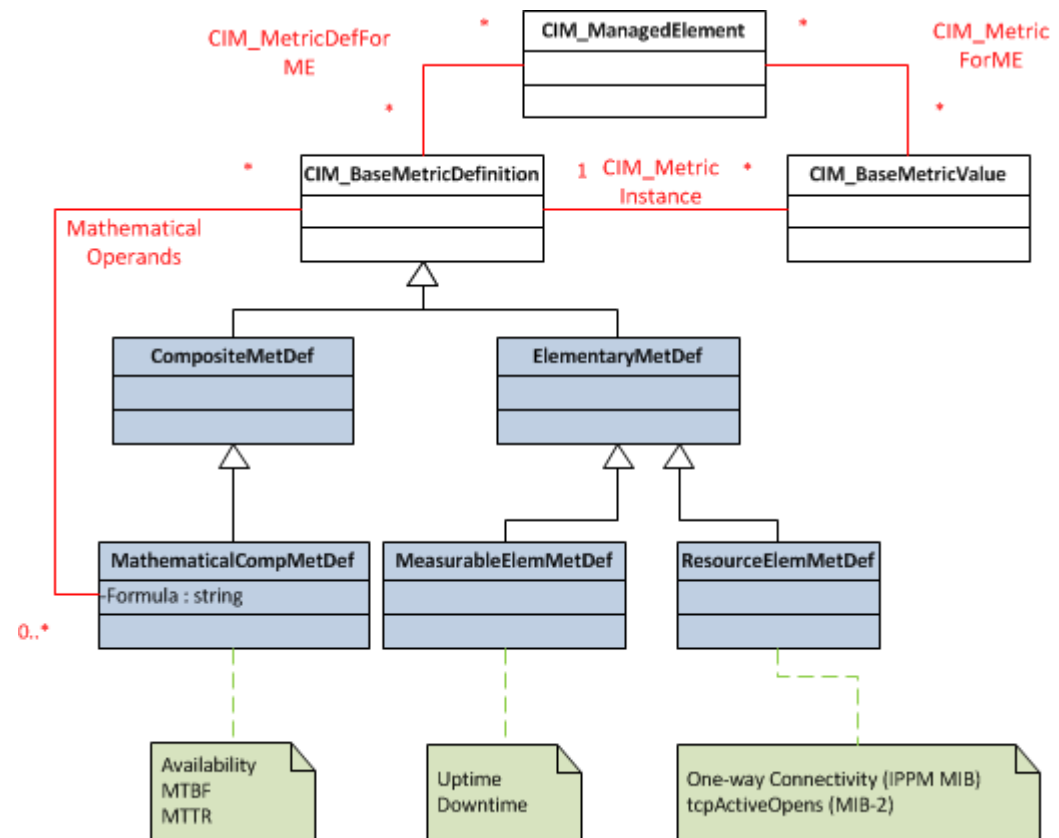 CIM_MetricDefFor
ME
*
CIM_ManagedElement
*
CIM_Metric
ForME
*
*
*
CIM_BaseMetricDefinition
1
CIM_Metric
Instance
*
CIM_BaseMetricValue
Mathematical
Operands
CompositeMetDef
ElementaryMetDef
MathematicalCompMetDef
-Formula : string
0..*
MeasurableElemMetDef
ResourceElemMetDef
Availability
MTBF
MTTR
Uptime
Downtime
One-way Connectivity (IPPM MIB)
tcpActiveOpens (MIB-2)